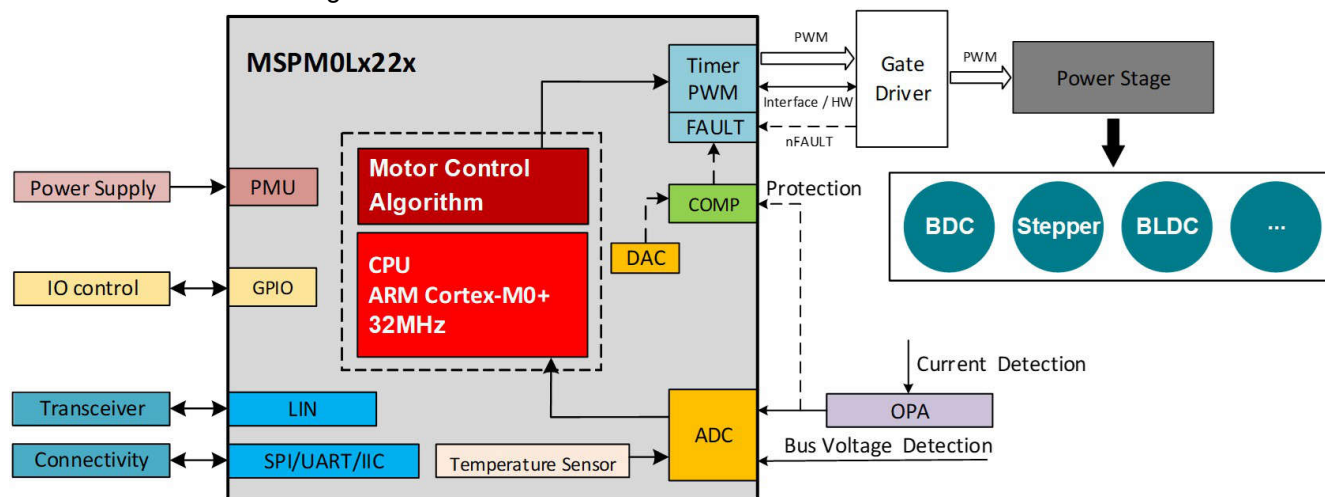 MSPM0Lx22x
Timer
PWM
FAULT
PWM
Interface / HW
nFAULT
Gate
Driver
PWM
Power Stage
Motor Control
Algorithm
Power Supply
PMU
COMP
Protection
DAC
BDC
Stepper
BLDC
...
CPU
ARM Cortex-M0+
32MHz
IO control
GPIO
Current Detection
Transceiver
LIN
OPA
ADC
Bus Voltage Detection
Connectivity
SPI/UART/IIC
Temperature Sensor